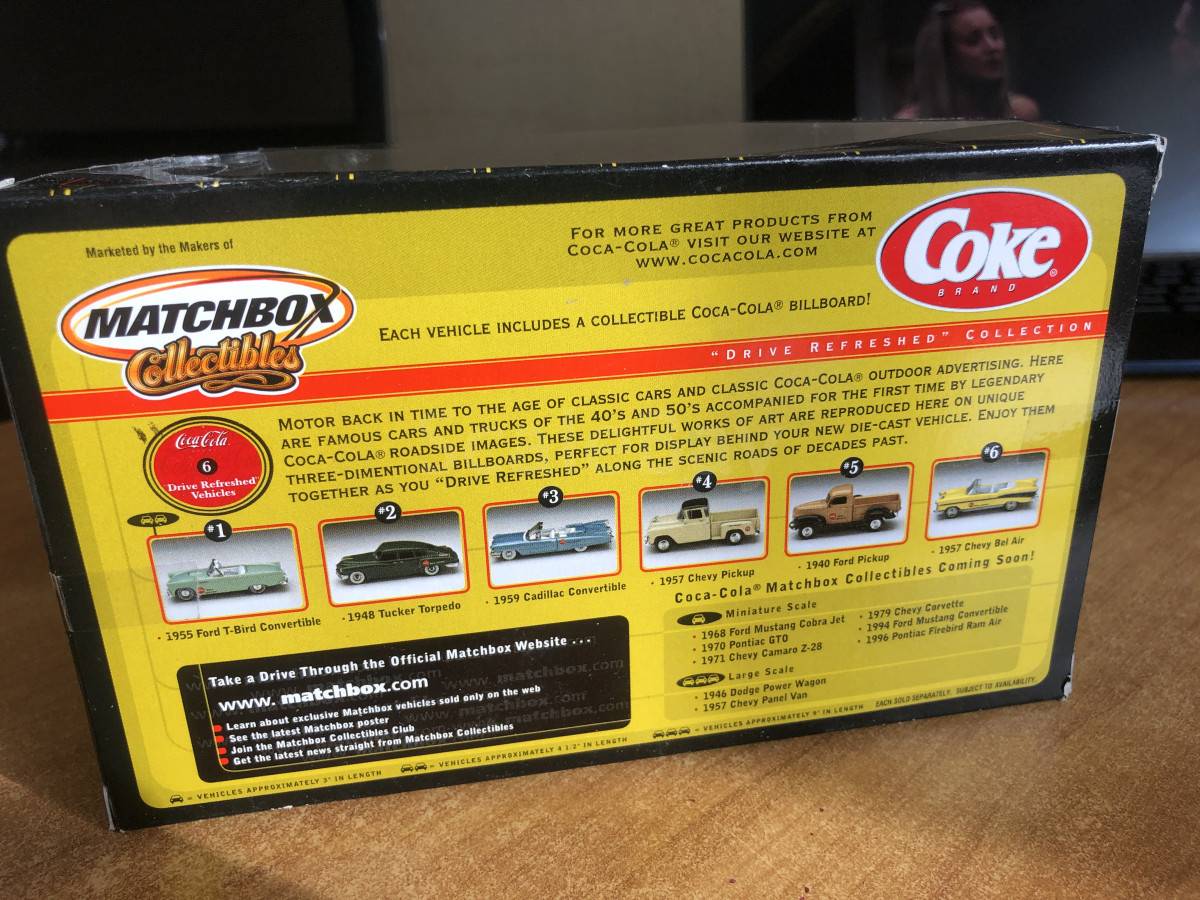 Marketed by the Makers of
MATCHBOX
Collectibles
FOR MORE GREAT PRODUCTS FROM
COCA-COLA® VISIT OUR WEBSITE AT
WWW.COCACOLA.COM
Coke®
BRAND
EACH VEHICLE INCLUDES A COLLECTIBLE COCA-COLA® BILLBOARD!
"DRIVE REFRESHED" COLLECTION
MOTOR BACK IN TIME TO THE AGE OF CLASSIC CARS AND CLASSIC COCA-COLA® OUTDOOR ADVERTISING. HERE
ARE FAMOUS CARS AND TRUCKS OF THE 40'S AND 50'S ACCOMPANIED FOR THE FIRST TIME BY LEGENDARY
COCA-COLA® ROADSIDE IMAGES. THESE DELIGHTFUL WORKS OF ART ARE REPRODUCED HERE ON UNIQUE
THREE-DIMENTIONAL BILLBOARDS, PERFECT FOR DISPLAY BEHIND YOUR NEW DIE-CAST VEHICLE. ENJOY THEM
TOGETHER AS YOU "DRIVE REFRESHED" ALONG THE SCENIC ROADS OF DECADES PAST.
Coca-Cola
6
Drive Refreshed
Vehicles
#1
#2
#3
#4
#5
#6
· 1955 Ford T-Bird Convertible
· 1948 Tucker Torpedo
· 1959 Cadillac Convertible
· 1957 Chevy Pickup
· 1940 Ford Pickup
· 1957 Chevy Bel Air
Coca-Cola® Matchbox Collectibles Coming Soon!
Miniature Scale
· 1968 Ford Mustang Cobra Jet
· 1970 Pontiac GTO
· 1971 Chevy Camaro Z-28
· 1979 Chevy Corvette
· 1994 Ford Mustang Convertible
· 1996 Pontiac Firebird Ram Air
Large Scale
· 1946 Dodge Power Wagon
· 1957 Chevy Panel Van
Take a Drive Through the Official Matchbox Website ...
www.matchbox.com
Learn about exclusive Matchbox vehicles sold only on the web
See the latest Matchbox poster
Join the Matchbox Collectibles Club
Get the latest news straight from Matchbox Collectibles
= VEHICLES APPROXIMATELY 3" IN LENGTH
= VEHICLES APPROXIMATELY 4 1/2" IN LENGTH
= VEHICLES APPROXIMATELY 9" IN LENGTH
EACH SOLD SEPARATELY. SUBJECT TO AVAILABILITY.